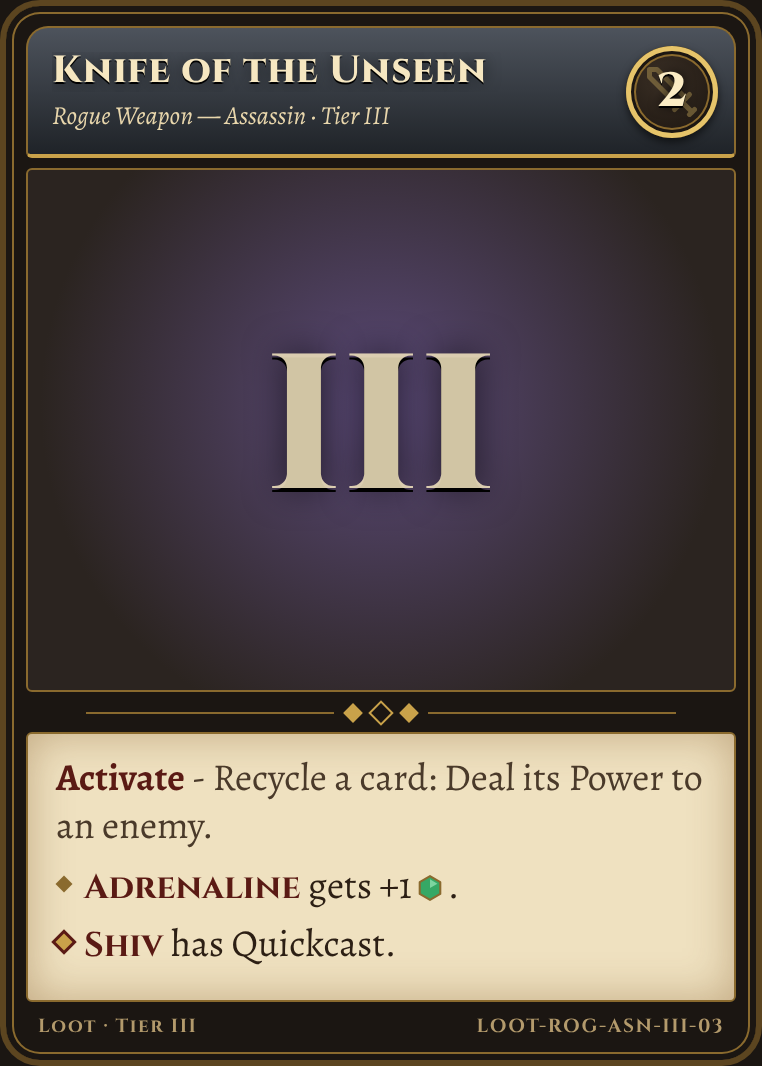 Knife of the Unseen
2
Rogue Weapon — Assassin · Tier III
III
Activate - Recycle a card: Deal its Power to
an enemy.
Adrenaline gets +1 .
Shiv has Quickcast.
Loot · Tier III
LOOT-ROG-ASN-III-03